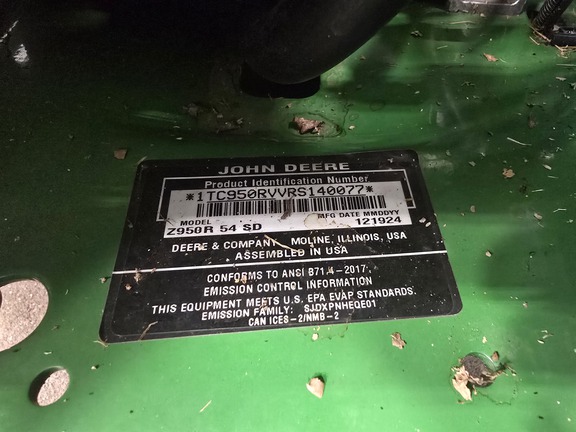 JOHN DEERE
Product Identification Number
*1TC950RVVRS140077*
MODEL MFG DATE MMDDYY
Z950R 54 SD 121924
DEERE & COMPANY MOLINE, ILLINOIS, USA
ASSEMBLED IN USA
CONFORMS TO ANSI B71.4-2017
EMISSION CONTROL INFORMATION
THIS EQUIPMENT MEETS U.S. EPA EVAP STANDARDS.
EMISSION FAMILY: SJDXPNHEQE01
CAN ICES-2/NMB-2